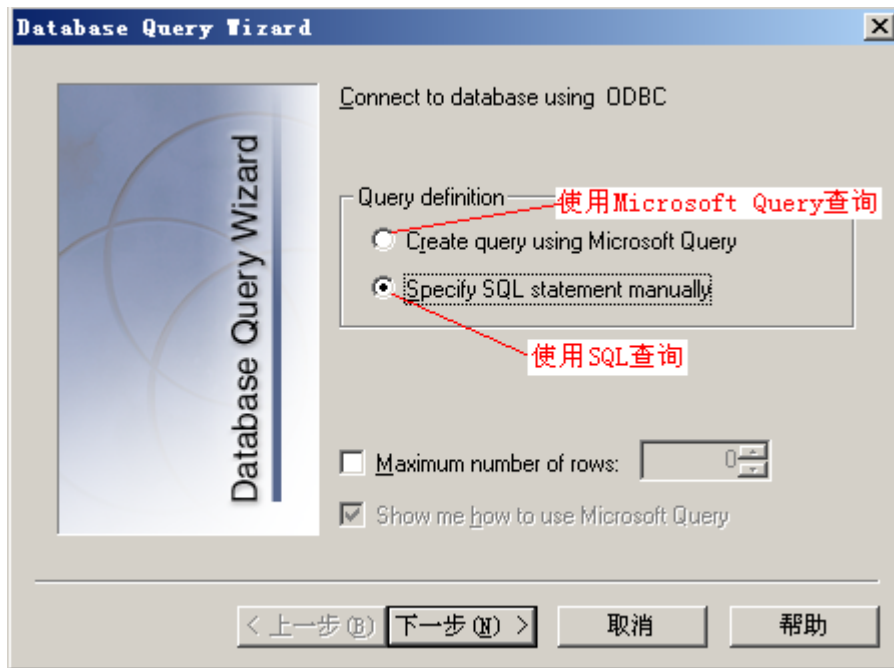 Database Query Wizard
Connect to database using ODBC
Database Query Wizard
Query definition
使用Microsoft Query查询
Create query using Microsoft Query
Specify SQL statement manually
使用SQL查询
Maximum number of rows: 0
Show me how to use Microsoft Query
< 上一步(B) 下一步(N) > 取消 帮助